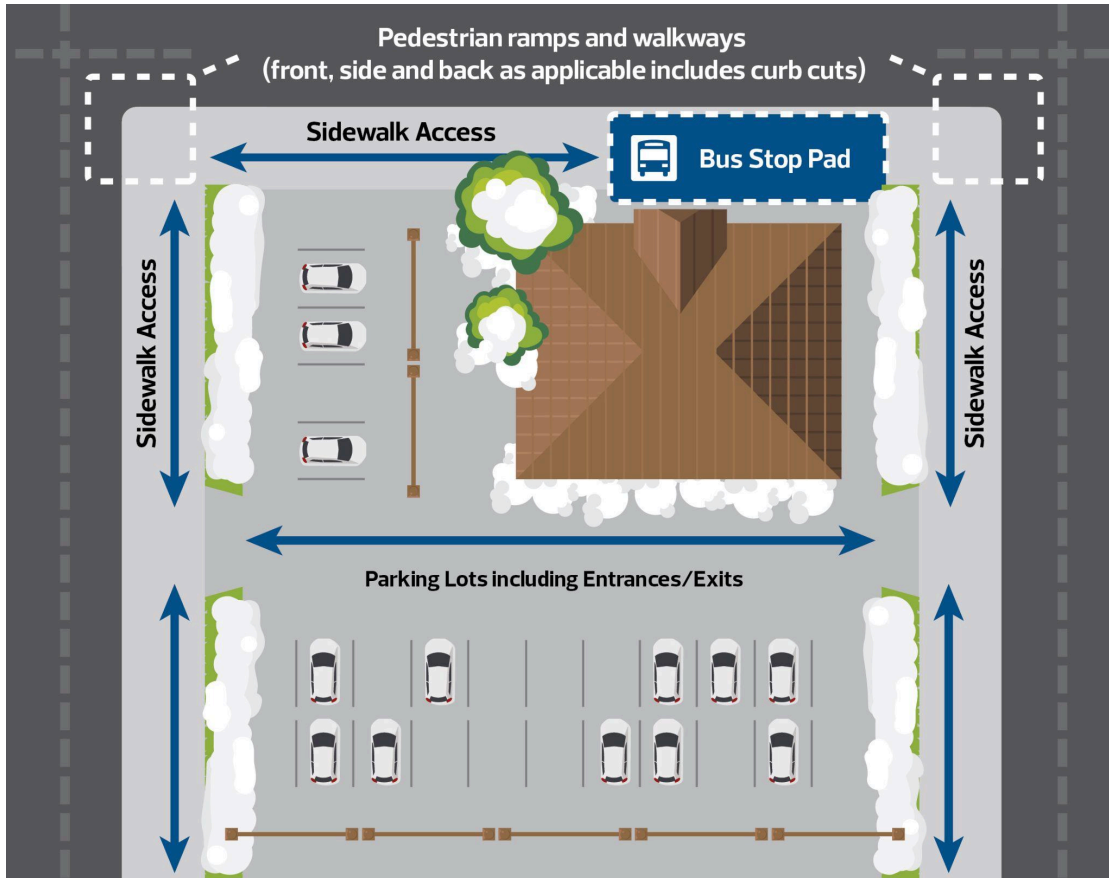 Pedestrian ramps and walkways
(front, side and back as applicable includes curb cuts)
Sidewalk Access
Bus Stop Pad
Sidewalk Access
Sidewalk Access
Parking Lots including Entrances/Exits